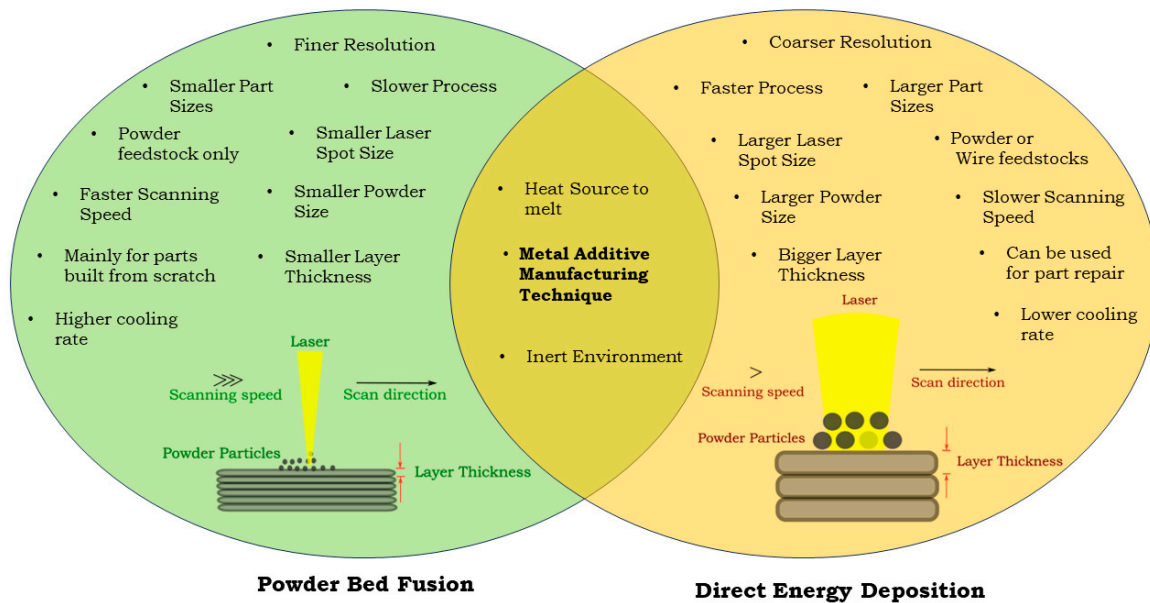 • Finer Resolution
• Smaller Part
Sizes
• Slower Process
• Powder
feedstock only
• Smaller Laser
Spot Size
• Faster Scanning
Speed
• Smaller Powder
Size
• Mainly for parts
built from scratch
• Smaller Layer
Thickness
• Higher cooling
rate
Laser
Scanning speed
Scan direction
Powder Particles
Layer Thickness
• Heat Source to
melt
• Metal Additive
Manufacturing
Technique
• Inert Environment
• Coarser Resolution
• Faster Process
• Larger Part
Sizes
• Larger Laser
Spot Size
• Powder or
Wire feedstocks
• Larger Powder
Size
• Slower Scanning
Speed
• Bigger Layer
Thickness
• Can be used
for part repair
• Lower cooling
rate
Laser
Scanning speed
Scan direction
Powder Particles
Layer Thickness
Powder Bed Fusion
Direct Energy Deposition